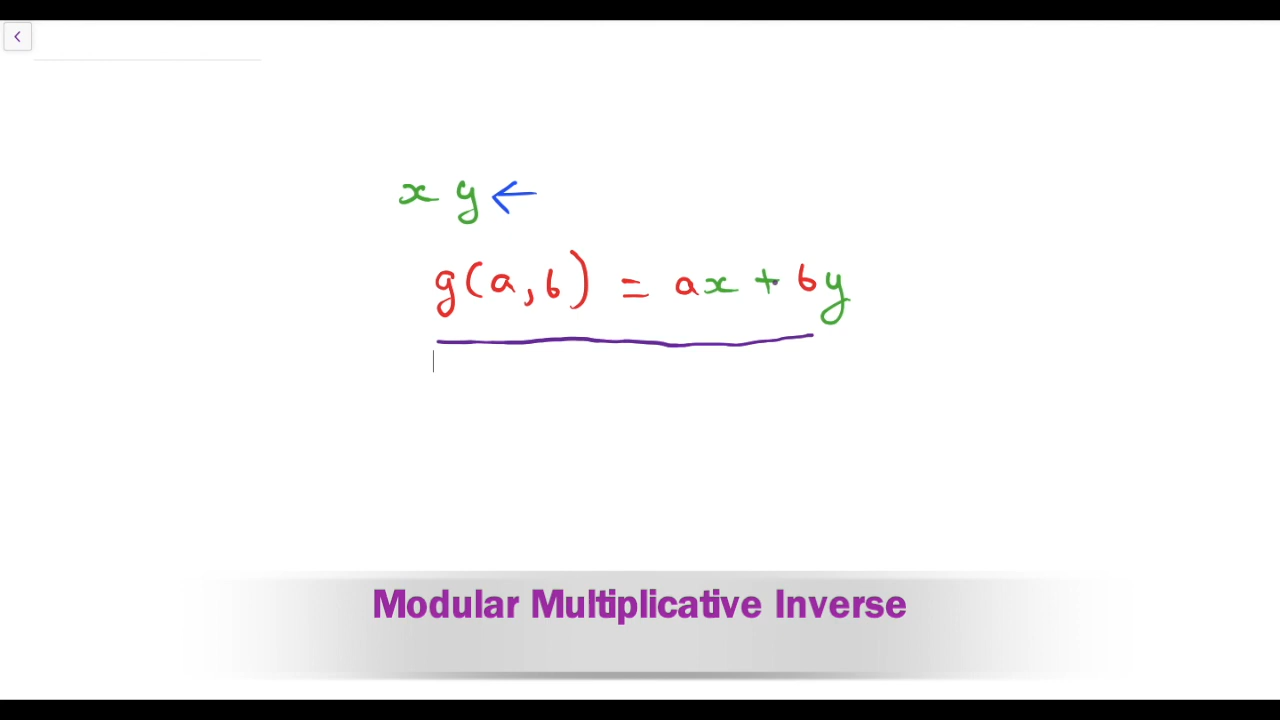 x y ←
g(a, b) = ax + by
Modular Multiplicative Inverse